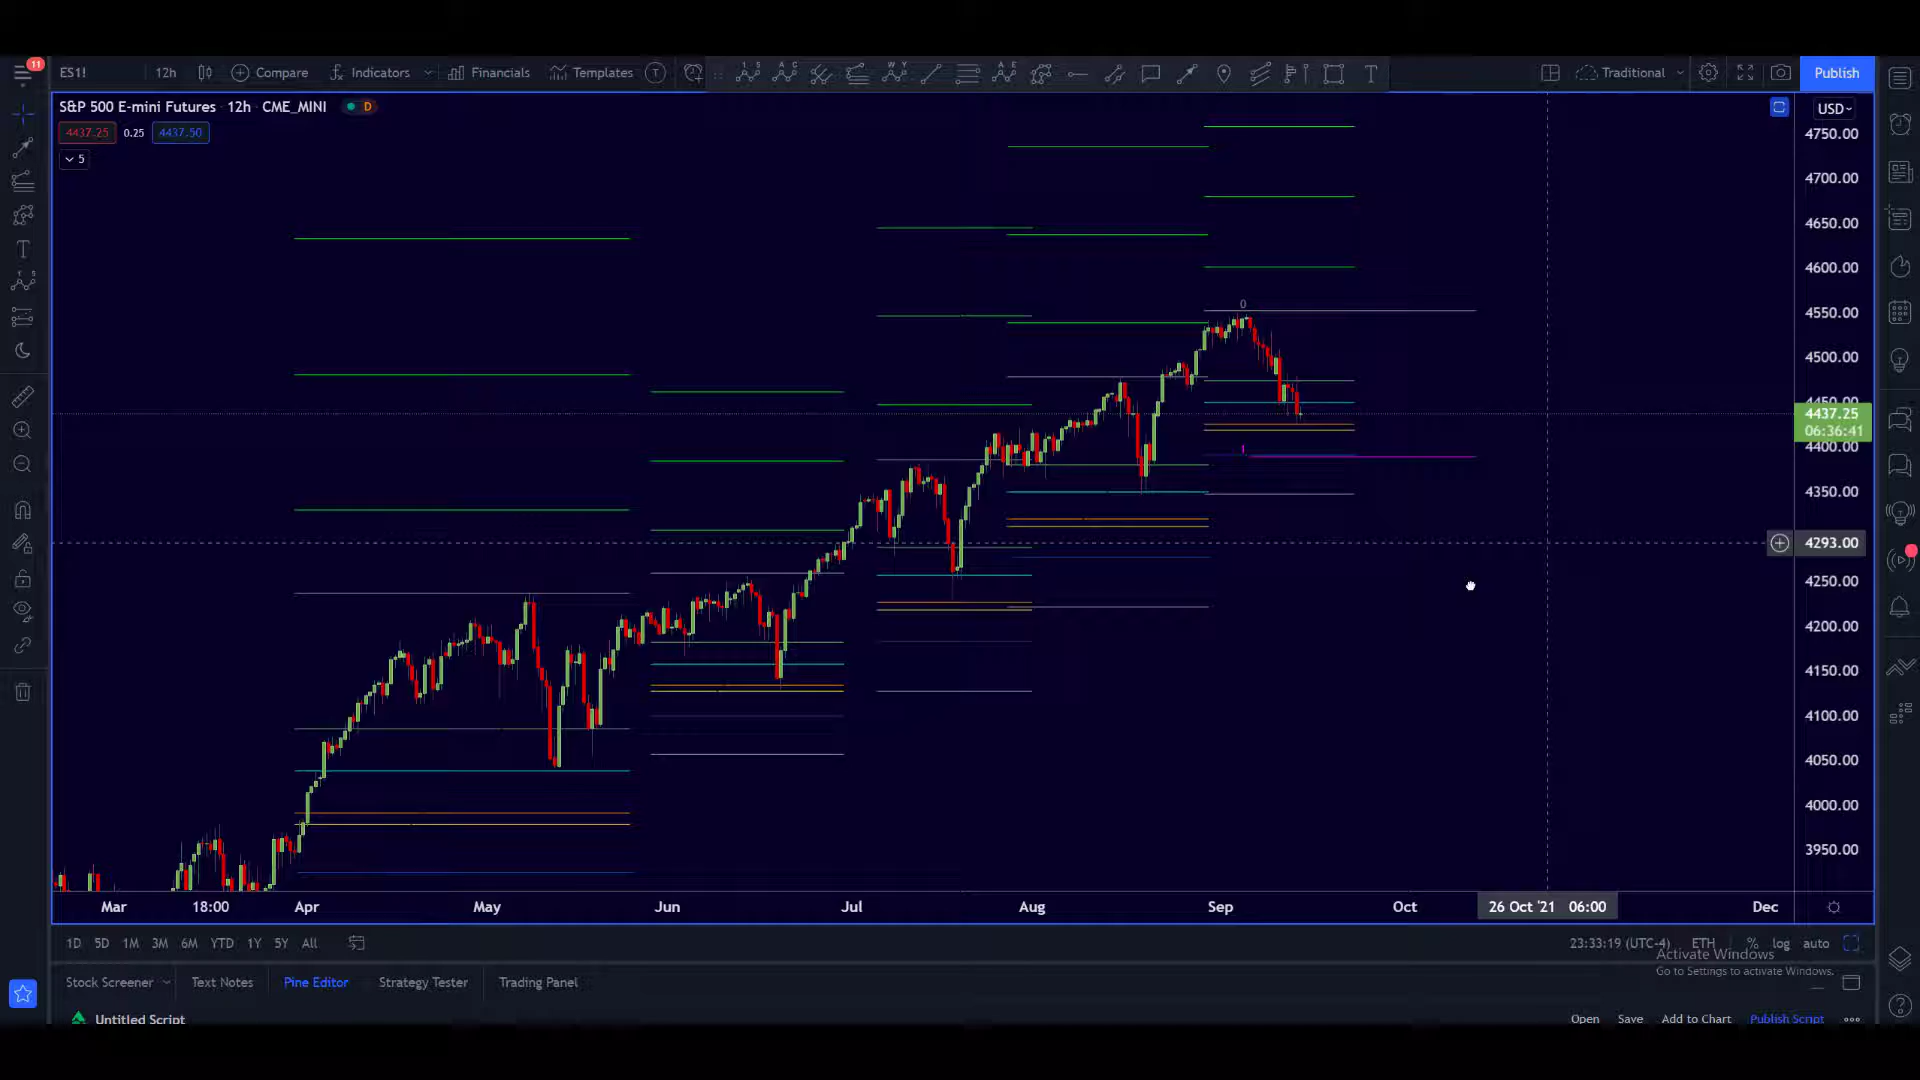 11
ES1! 12h Compare Indicators Financials Templates Traditional Publish
S&P 500 E-mini Futures 12h CME_MINI D
USD
4437.25 0.25 4437.50
5
4750.00
4700.00
4650.00
4600.00
4550.00
4500.00
4450.00
4437.25
06:36:41
4400.00
4350.00
4293.00
4250.00
4200.00
4150.00
4100.00
4050.00
4000.00
3950.00
0
1
Mar 18:00 Apr May Jun Jul Aug Sep Oct 26 Oct '21 06:00 Dec
1D 5D 1M 3M 6M YTD 1Y 5Y All 23:33:19 (UTC-4) ETH % log auto
Activate Windows
Go to Settings to activate Windows.
Stock Screener Text Notes Pine Editor Strategy Tester Trading Panel
Untitled Script Open Save Add to Chart Publish Script